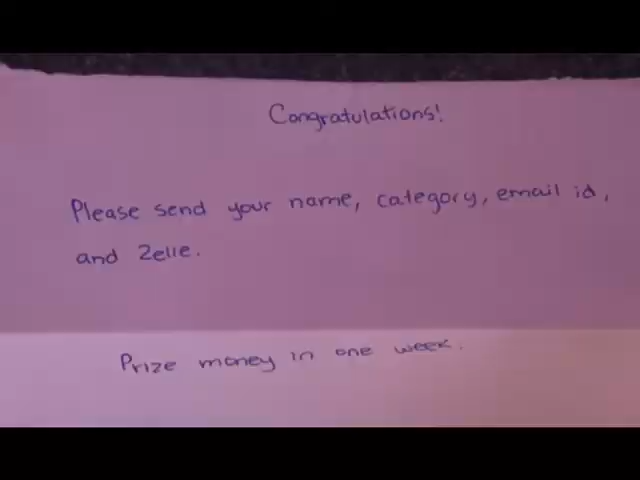 Congratulations!
Please send your name, category, email id,
and Zelle.
Prize money in one week.